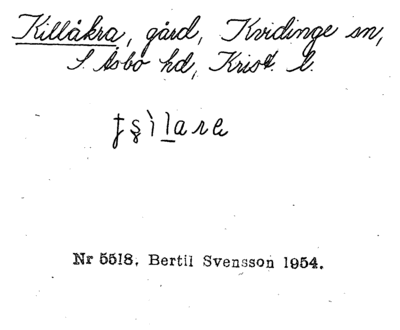 Killåkra, gård, Kvidinge sn,
S. Åsbo hd, Krist. l.
Nr 5518. Bertil Svensson 1954.